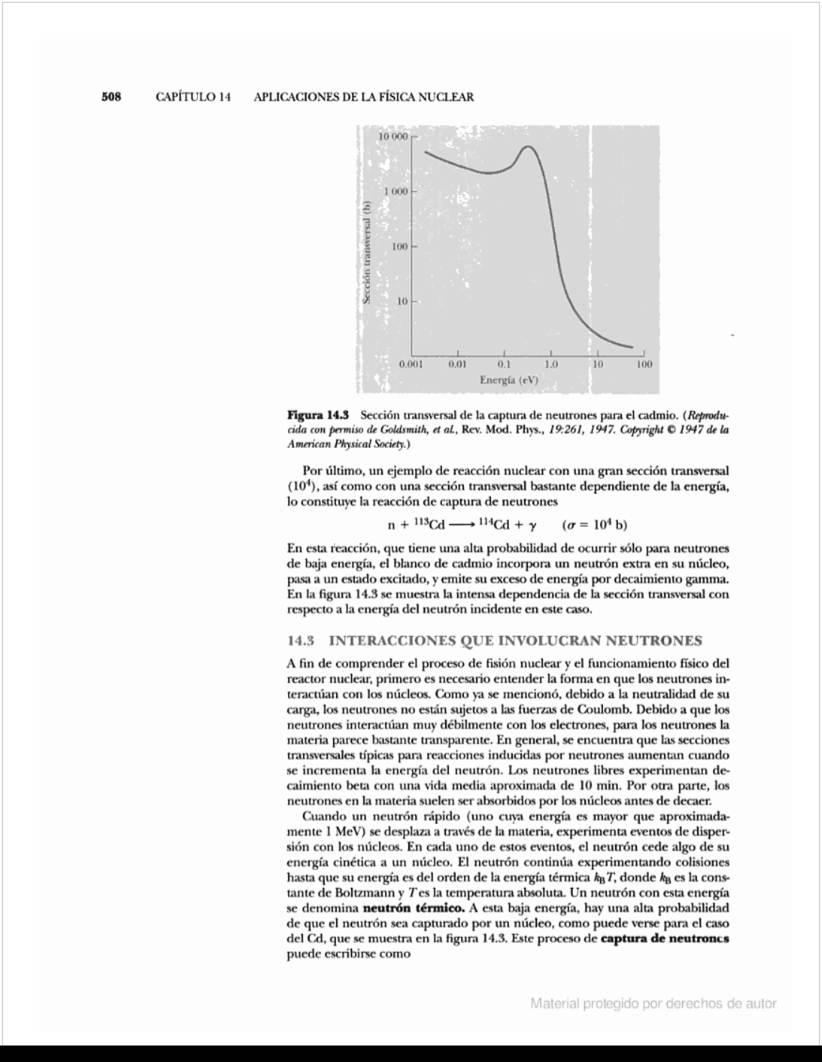 508 CAPÍTULO 14 APLICACIONES DE LA FÍSICA NUCLEAR
10 000
1 000
100
10
Sección transversal (b)
0.001 0.01 0.1 1.0 10 100
Energía (eV)
Figura 14.3 Sección transversal de la captura de neutrones para el cadmio. (Reprodu-
cida con permiso de Goldsmith, et al., Rev. Mod. Phys., 19:261, 1947. Copyright © 1947 de la
American Physical Society.)
Por último, un ejemplo de reacción nuclear con una gran sección transversal
(10⁴), así como con una sección transversal bastante dependiente de la energía,
lo constituye la reacción de captura de neutrones
n + ¹¹³Cd ⟶ ¹¹⁴Cd + γ (σ = 10⁴ b)
En esta reacción, que tiene una alta probabilidad de ocurrir sólo para neutrones
de baja energía, el blanco de cadmio incorpora un neutrón extra en su núcleo,
pasa a un estado excitado, y emite su exceso de energía por decaimiento gamma.
En la figura 14.3 se muestra la intensa dependencia de la sección transversal con
respecto a la energía del neutrón incidente en este caso.
14.3 INTERACCIONES QUE INVOLUCRAN NEUTRONES
A fin de comprender el proceso de fisión nuclear y el funcionamiento físico del
reactor nuclear, primero es necesario entender la forma en que los neutrones in-
teractúan con los núcleos. Como ya se mencionó, debido a la neutralidad de su
carga, los neutrones no están sujetos a las fuerzas de Coulomb. Debido a que los
neutrones interactúan muy débilmente con los electrones, para los neutrones la
materia parece bastante transparente. En general, se encuentra que las secciones
transversales típicas para reacciones inducidas por neutrones aumentan cuando
se incrementa la energía del neutrón. Los neutrones libres experimentan de-
caimiento beta con una vida media aproximada de 10 min. Por otra parte, los
neutrones en la materia suelen ser absorbidos por los núcleos antes de decaer.
Cuando un neutrón rápido (uno cuya energía es mayor que aproximada-
mente 1 MeV) se desplaza a través de la materia, experimenta eventos de disper-
sión con los núcleos. En cada uno de estos eventos, el neutrón cede algo de su
energía cinética a un núcleo. El neutrón continúa experimentando colisiones
hasta que su energía es del orden de la energía térmica k_BT, donde k_B es la cons-
tante de Boltzmann y T es la temperatura absoluta. Un neutrón con esta energía
se denomina neutrón térmico. A esta baja energía, hay una alta probabilidad
de que el neutrón sea capturado por un núcleo, como puede verse para el caso
del Cd, que se muestra en la figura 14.3. Este proceso de captura de neutrones
puede escribirse como
Material protegido por derechos de autor